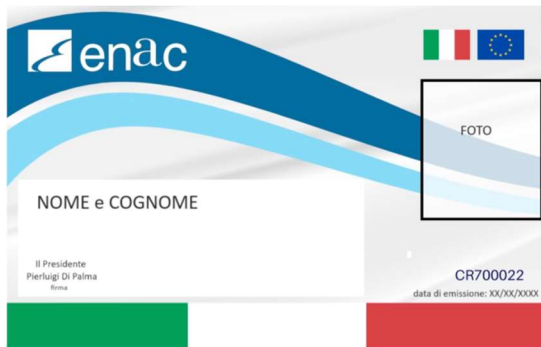 enac
FOTO
NOME e COGNOME
Il Presidente
Pierluigi Di Palma
firma
CR700022
data di emissione: XX/XX/XXXX